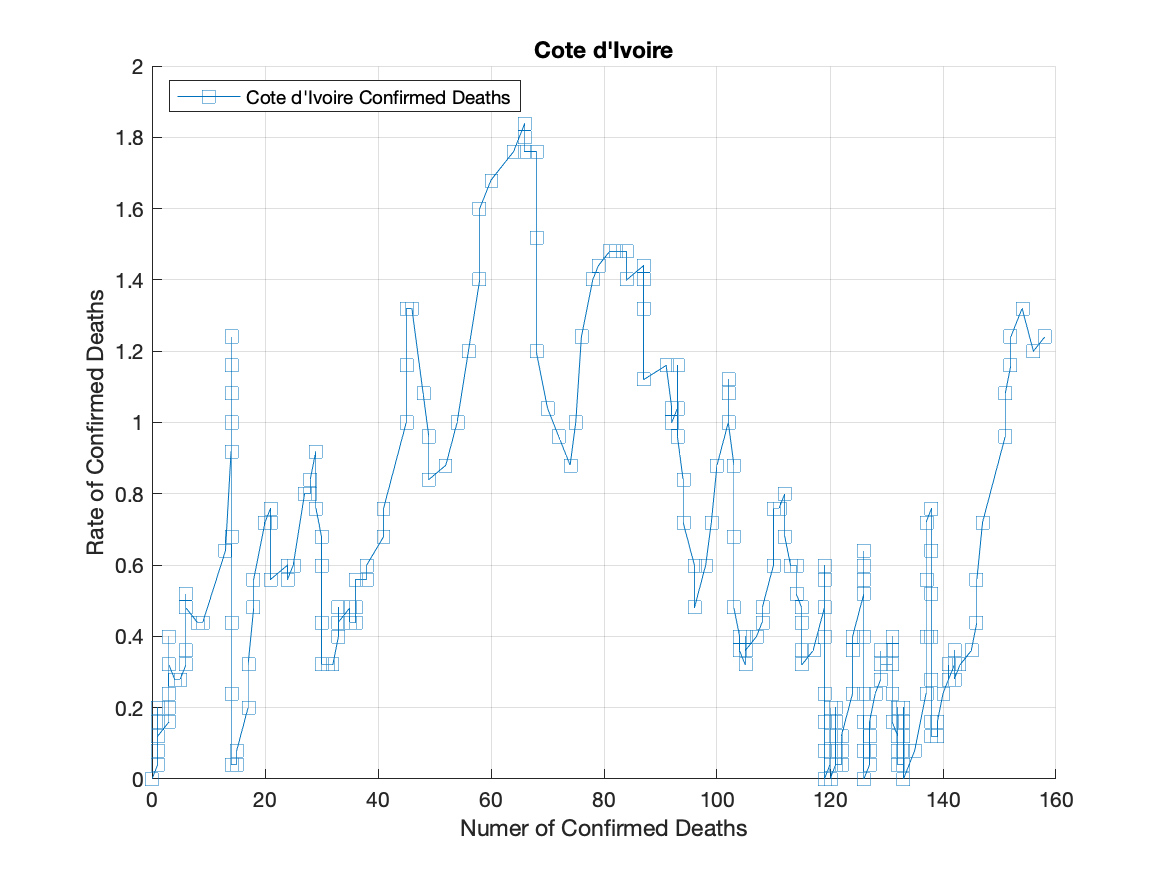 Cote d'Ivoire
Cote d'Ivoire Confirmed Deaths
Rate of Confirmed Deaths
2
1.8
1.6
1.4
1.2
1
0.8
0.6
0.4
0.2
0
0 20 40 60 80 100 120 140 160
Numer of Confirmed Deaths